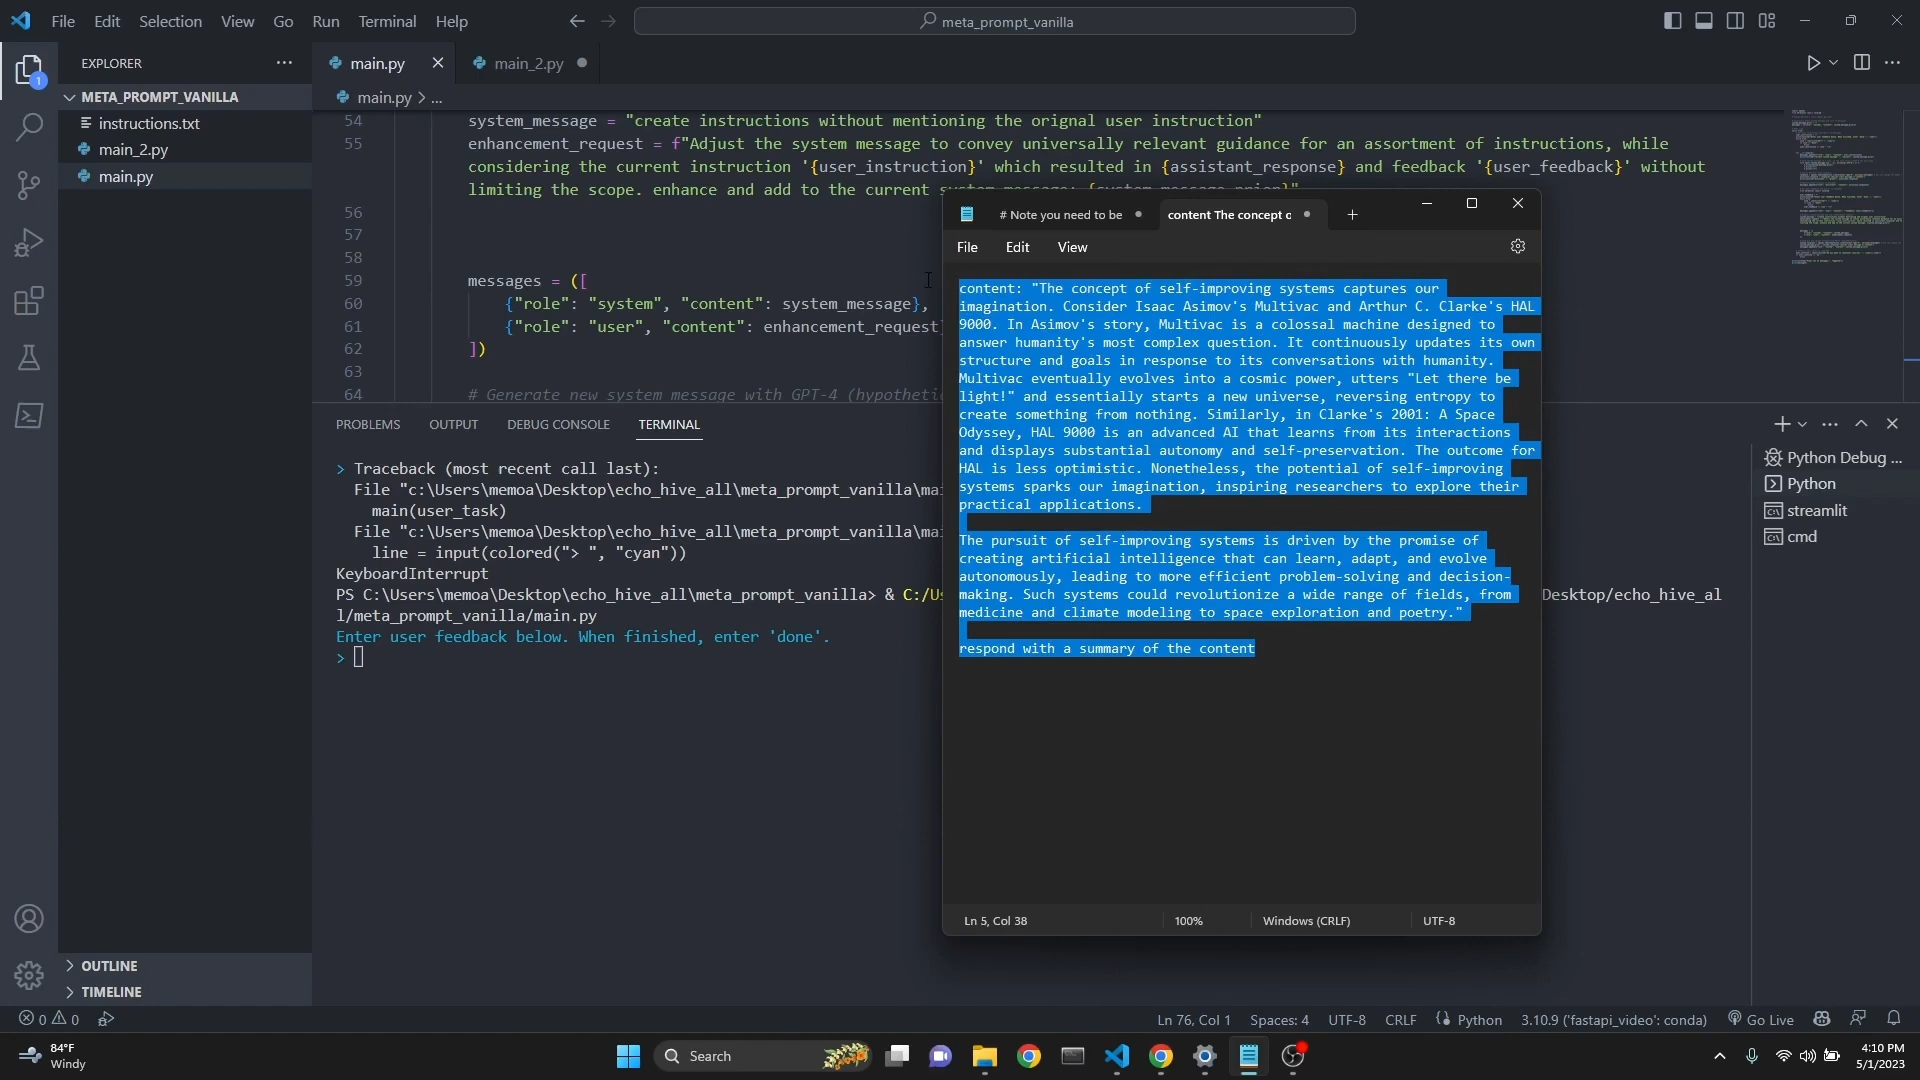 File Edit Selection View Go Run Terminal Help
meta_prompt_vanilla
EXPLORER
1
META_PROMPT_VANILLA
instructions.txt
main_2.py
main.py
OUTLINE
TIMELINE
main.py
main_2.py
main.py > ...
54 system_message = "create instructions without mentioning the orignal user instruction"
55 enhancement_request = f"Adjust the system message to convey universally relevant guidance for an assortment of instructions, while
considering the current instruction '{user_instruction}' which resulted in {assistant_response} and feedback '{user_feedback}' without
limiting the scope. enhance and add to the current system message: {system_message_prior}"
56
57
58
59 messages = ([
60 {"role": "system", "content": system_message},
61 {"role": "user", "content": enhancement_request
62 ])
63
64 # Generate new system message with GPT-4 (hypothetic
PROBLEMS OUTPUT DEBUG CONSOLE TERMINAL
> Traceback (most recent call last):
File "c:\Users\memoa\Desktop\echo_hive_all\meta_prompt_vanilla\mai
main(user_task)
File "c:\Users\memoa\Desktop\echo_hive_all\meta_prompt_vanilla\mai
line = input(colored("> ", "cyan"))
KeyboardInterrupt
PS C:\Users\memoa\Desktop\echo_hive_all\meta_prompt_vanilla> & C:/Us
Desktop/echo_hive_al
l/meta_prompt_vanilla/main.py
Enter user feedback below. When finished, enter 'done'.
>
Python Debug ...
Python
streamlit
cmd
# Note you need to be
content The concept o
File Edit View
content: "The concept of self-improving systems captures our
imagination. Consider Isaac Asimov's Multivac and Arthur C. Clarke's HAL
9000. In Asimov's story, Multivac is a colossal machine designed to
answer humanity's most complex question. It continuously updates its own
structure and goals in response to its conversations with humanity.
Multivac eventually evolves into a cosmic power, utters "Let there be
light!" and essentially starts a new universe, reversing entropy to
create something from nothing. Similarly, in Clarke's 2001: A Space
Odyssey, HAL 9000 is an advanced AI that learns from its interactions
and displays substantial autonomy and self-preservation. The outcome for
HAL is less optimistic. Nonetheless, the potential of self-improving
systems sparks our imagination, inspiring researchers to explore their
practical applications.
The pursuit of self-improving systems is driven by the promise of
creating artificial intelligence that can learn, adapt, and evolve
autonomously, leading to more efficient problem-solving and decision-
making. Such systems could revolutionize a wide range of fields, from
medicine and climate modeling to space exploration and poetry."
respond with a summary of the content
Ln 5, Col 38
100%
Windows (CRLF)
UTF-8
0 0
Ln 76, Col 1 Spaces: 4 UTF-8 CRLF Python 3.10.9 ('fastapi_video': conda) Go Live
84°F
Windy
Search
4:10 PM
5/1/2023